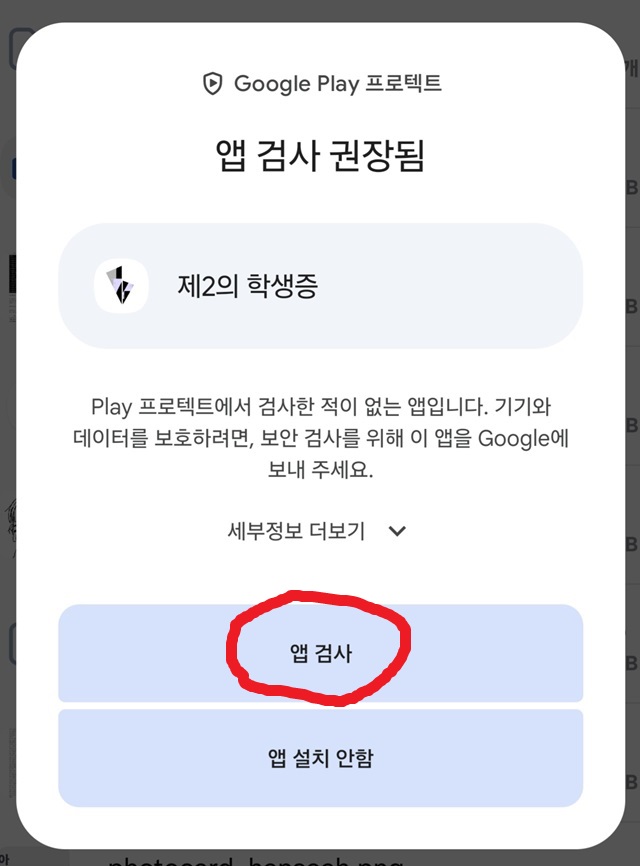 Google Play 프로텍트
앱 검사 권장됨
제2의 학생증
Play 프로텍트에서 검사한 적이 없는 앱입니다. 기기와
데이터를 보호하려면, 보안 검사를 위해 이 앱을 Google에
보내 주세요.
세부정보 더보기
앱 검사
앱 설치 안함